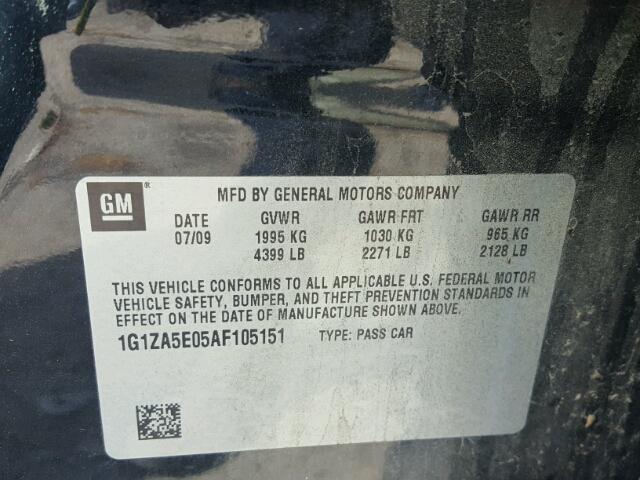 GM®
MFD BY GENERAL MOTORS COMPANY
DATE GVWR GAWR FRT GAWR RR
07/09 1995 KG 1030 KG 965 KG
4399 LB 2271 LB 2128 LB
THIS VEHICLE CONFORMS TO ALL APPLICABLE U.S. FEDERAL MOTOR
VEHICLE SAFETY, BUMPER, AND THEFT PREVENTION STANDARDS IN
EFFECT ON THE DATE OF MANUFACTURE SHOWN ABOVE.
1G1ZA5E05AF105151 TYPE: PASS CAR